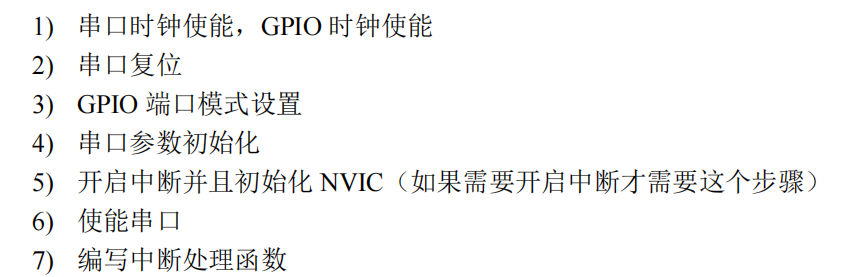 1) 串口时钟使能，GPIO 时钟使能
2) 串口复位
3) GPIO 端口模式设置
4) 串口参数初始化
5) 开启中断并且初始化 NVIC（如果需要开启中断才需要这个步骤）
6) 使能串口
7) 编写中断处理函数